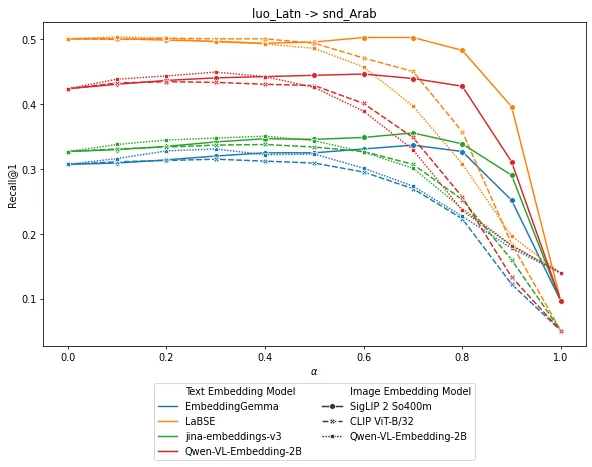 luo_Latn -> snd_Arab
Recall@1
0.5
0.4
0.3
0.2
0.1
0.0 0.2 0.4 0.6 0.8 1.0
α
Text Embedding Model
EmbeddingGemma
LaBSE
jina-embeddings-v3
Qwen-VL-Embedding-2B
Image Embedding Model
SigLIP 2 So400m
CLIP ViT-B/32
Qwen-VL-Embedding-2B